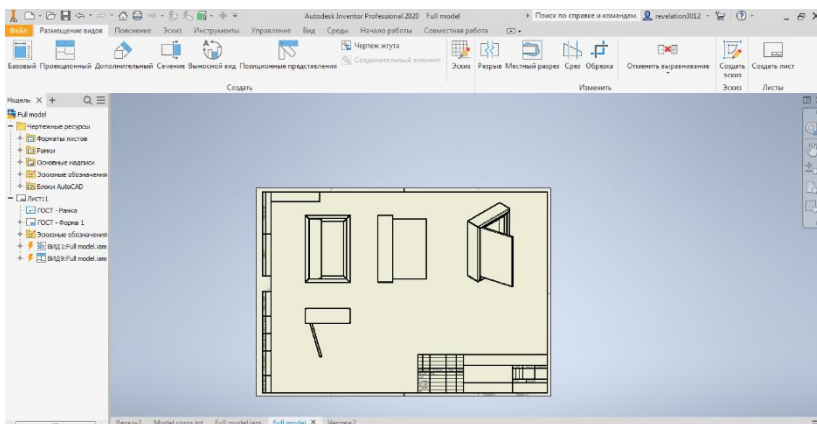 Autodesk Inventor Professional 2020 Full model
Поиск по справке и командам.
revelation3012
Файл Размещение видов Пояснение Эскиз Инструменты Управление Вид Среды Начало работы Совместная работа
Чертеж жгута
Соединительный элемент
Базовый Проекционный Дополнительный Сечение Выносной вид Позиционные представления
Эскиз Разрыв Местный разрез Срез Обрезка
Отменить выравнивание
Создать эскиз
Создать лист
Создать Изменить Эскиз Листы
Модель
Full model
Чертежные ресурсы
Форматы листов
Рамки
Основные надписи
Эскизные обозначения
Блоки AutoCAD
Лист:1
ГОСТ - Рамка
ГОСТ - Форма 1
Эскизные обозначения
ВИД1:Full model.iam
ВИД9:Full model.iam
Деталь1 Full model.iam Full model Чертеж2